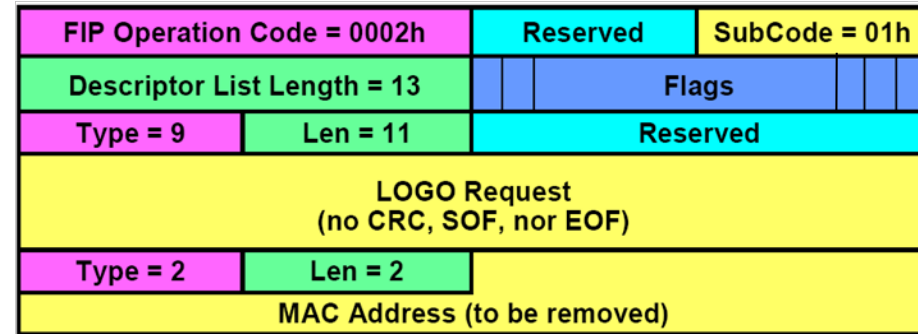 FIP Operation Code = 0002h Reserved SubCode = 01h
Descriptor List Length = 13 Flags
Type = 9 Len = 11 Reserved
LOGO Request
(no CRC, SOF, nor EOF)
Type = 2 Len = 2
MAC Address (to be removed)